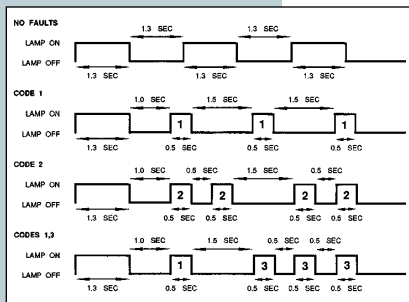 NO FAULTS
1.3 SEC 1.3 SEC
LAMP ON
LAMP OFF
1.3 SEC 1.3 SEC 1.3 SEC
CODE 1
1.0 SEC 1.5 SEC 1.5 SEC
LAMP ON
1 1 1
LAMP OFF
1.3 SEC 0.5 SEC 0.5 SEC 0.5 SEC
CODE 2
1.0 SEC 0.5 SEC 1.5 SEC 0.5 SEC
LAMP ON
2 2 2 2
LAMP OFF
1.3 SEC 0.5 SEC 0.5 SEC 0.5 SEC 0.5 SEC
CODES 1,3
1.0 SEC 1.5 SEC 0.5 SEC 0.5 SEC
LAMP ON
1 3 3 3
LAMP OFF
1.3 SEC 0.5 SEC 0.5 SEC 0.5 SEC 0.5 SEC